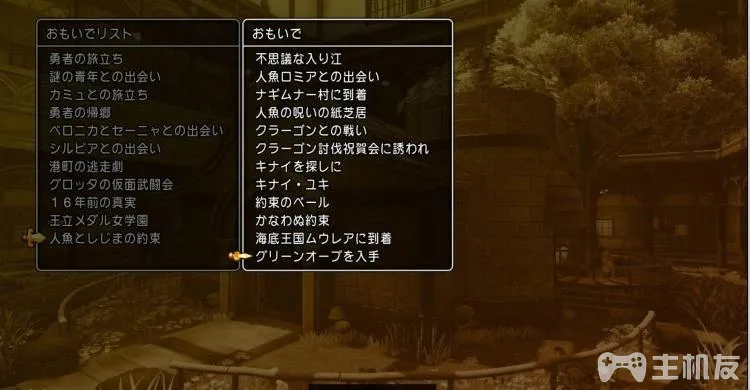 おもいでリスト
勇者の旅立ち
謎の青年との出会い
カミュとの旅立ち
勇者の帰郷
ベロニカとセーニャとの出会い
シルビアとの出会い
港町の逃走劇
グロッタの仮面武闘会
１６年前の真実
王立メダル女学園
人魚としじまの約束
おもいで
不思議な入り江
人魚ロミアとの出会い
ナギムナー村に到着
人魚の呪いの紙芝居
クラーゴンとの戦い
クラーゴン討伐祝賀会に誘われ
キナイを探しに
キナイ・ユキ
約束のベール
かなわぬ約束
海底王国ムウレアに到着
グリーンオーブを入手
主机友